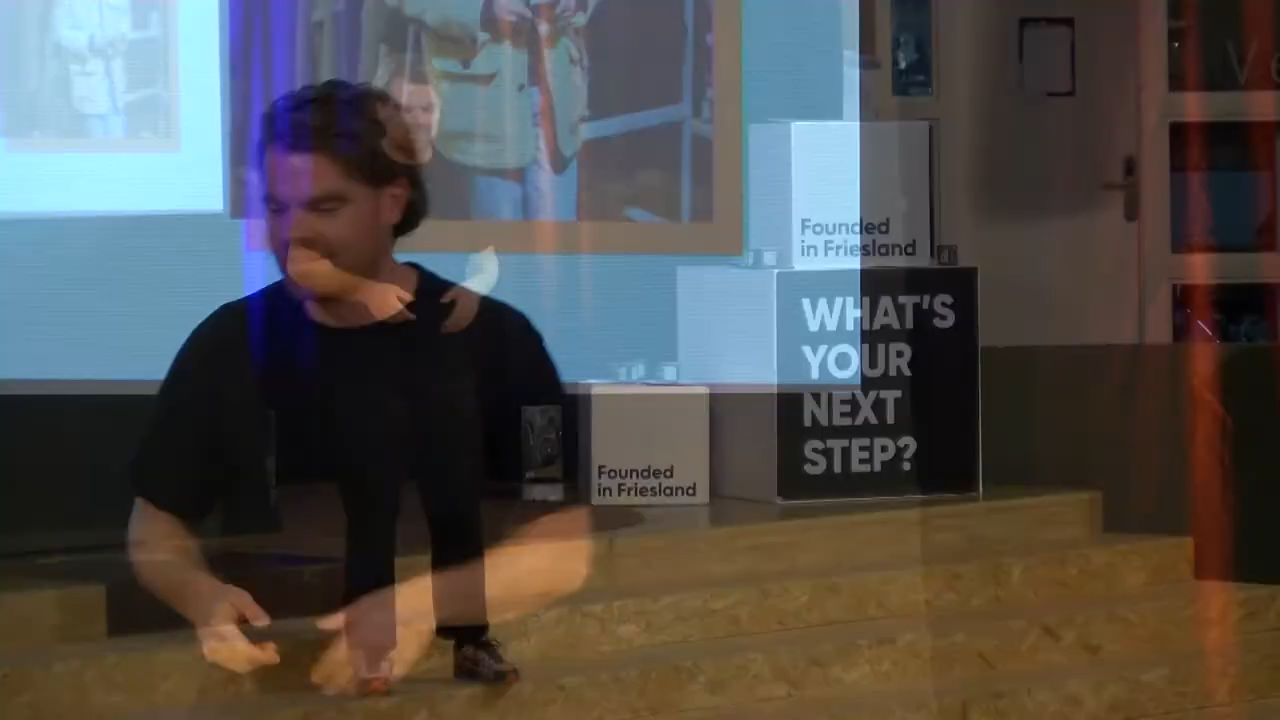 Founded
in Friesland
WHAT'S
YOUR
NEXT
STEP?
Founded
in Friesland